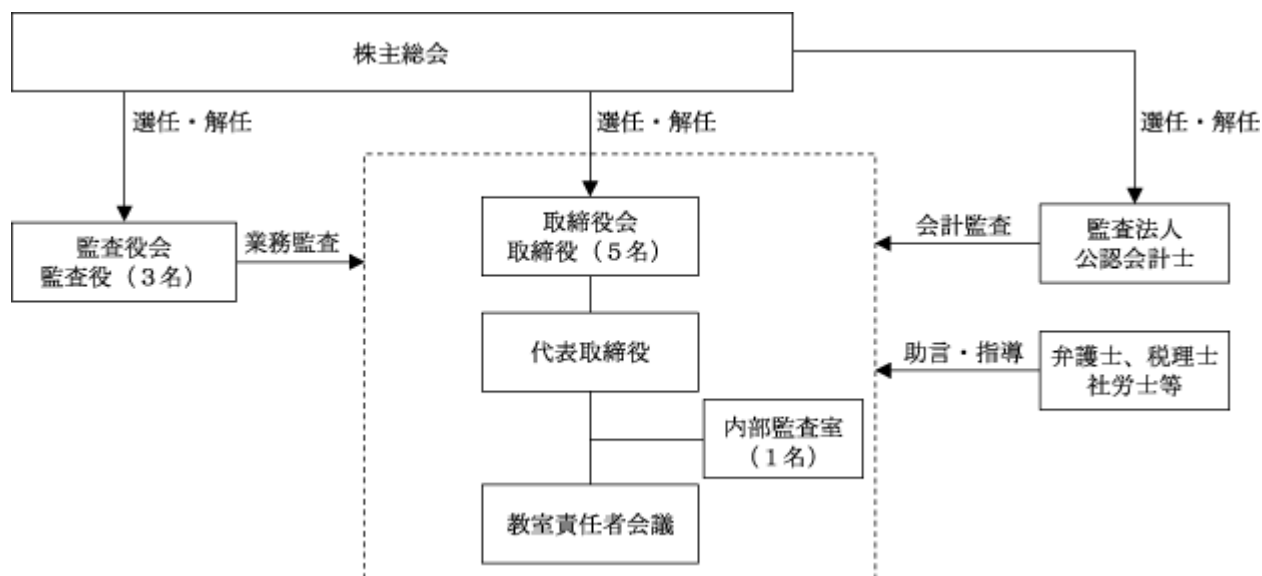 株主総会
選任・解任
選任・解任
選任・解任
監査役会
監査役（３名）
業務監査
取締役会
取締役（５名）
会計監査
監査法人
公認会計士
代表取締役
助言・指導
弁護士、税理士
社労士等
内部監査室
（１名）
教室責任者会議